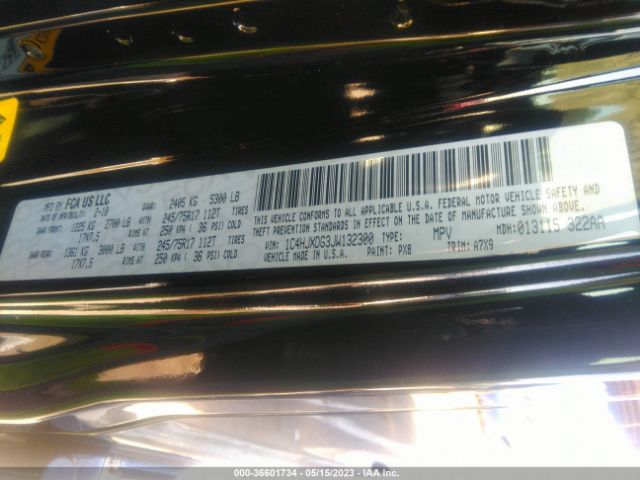 MFD BY FCA US LLC
DATE OF MFR/MODULAIT 2-18 GVWR: 2405 KG 5300 LB
GAWR FRONT 1225 KG 2700 LB WITH 245/75R17 112T TIRES
17X7.5 RIMS AT 250 KPA ( 36 PSI) COLD
GAWR REAR 1361 KG 3000 LB WITH 245/75R17 112T TIRES
17X7.5 RIMS AT 250 KPA ( 36 PSI) COLD
THIS VEHICLE CONFORMS TO ALL APPLICABLE U.S.A. FEDERAL MOTOR VEHICLE SAFETY AND
THEFT PREVENTION STANDARDS IN EFFECT ON THE DATE OF MANUFACTURE SHOWN ABOVE.
VIN: 1C4HJXDG3JW132300 TYPE: MPV MDH: 013115 322AA
VEHICLE MADE IN U.S.A. PAINT: PX8 TRIM: A7X9
000-36601734 - 05/15/2023 - IAA Inc.